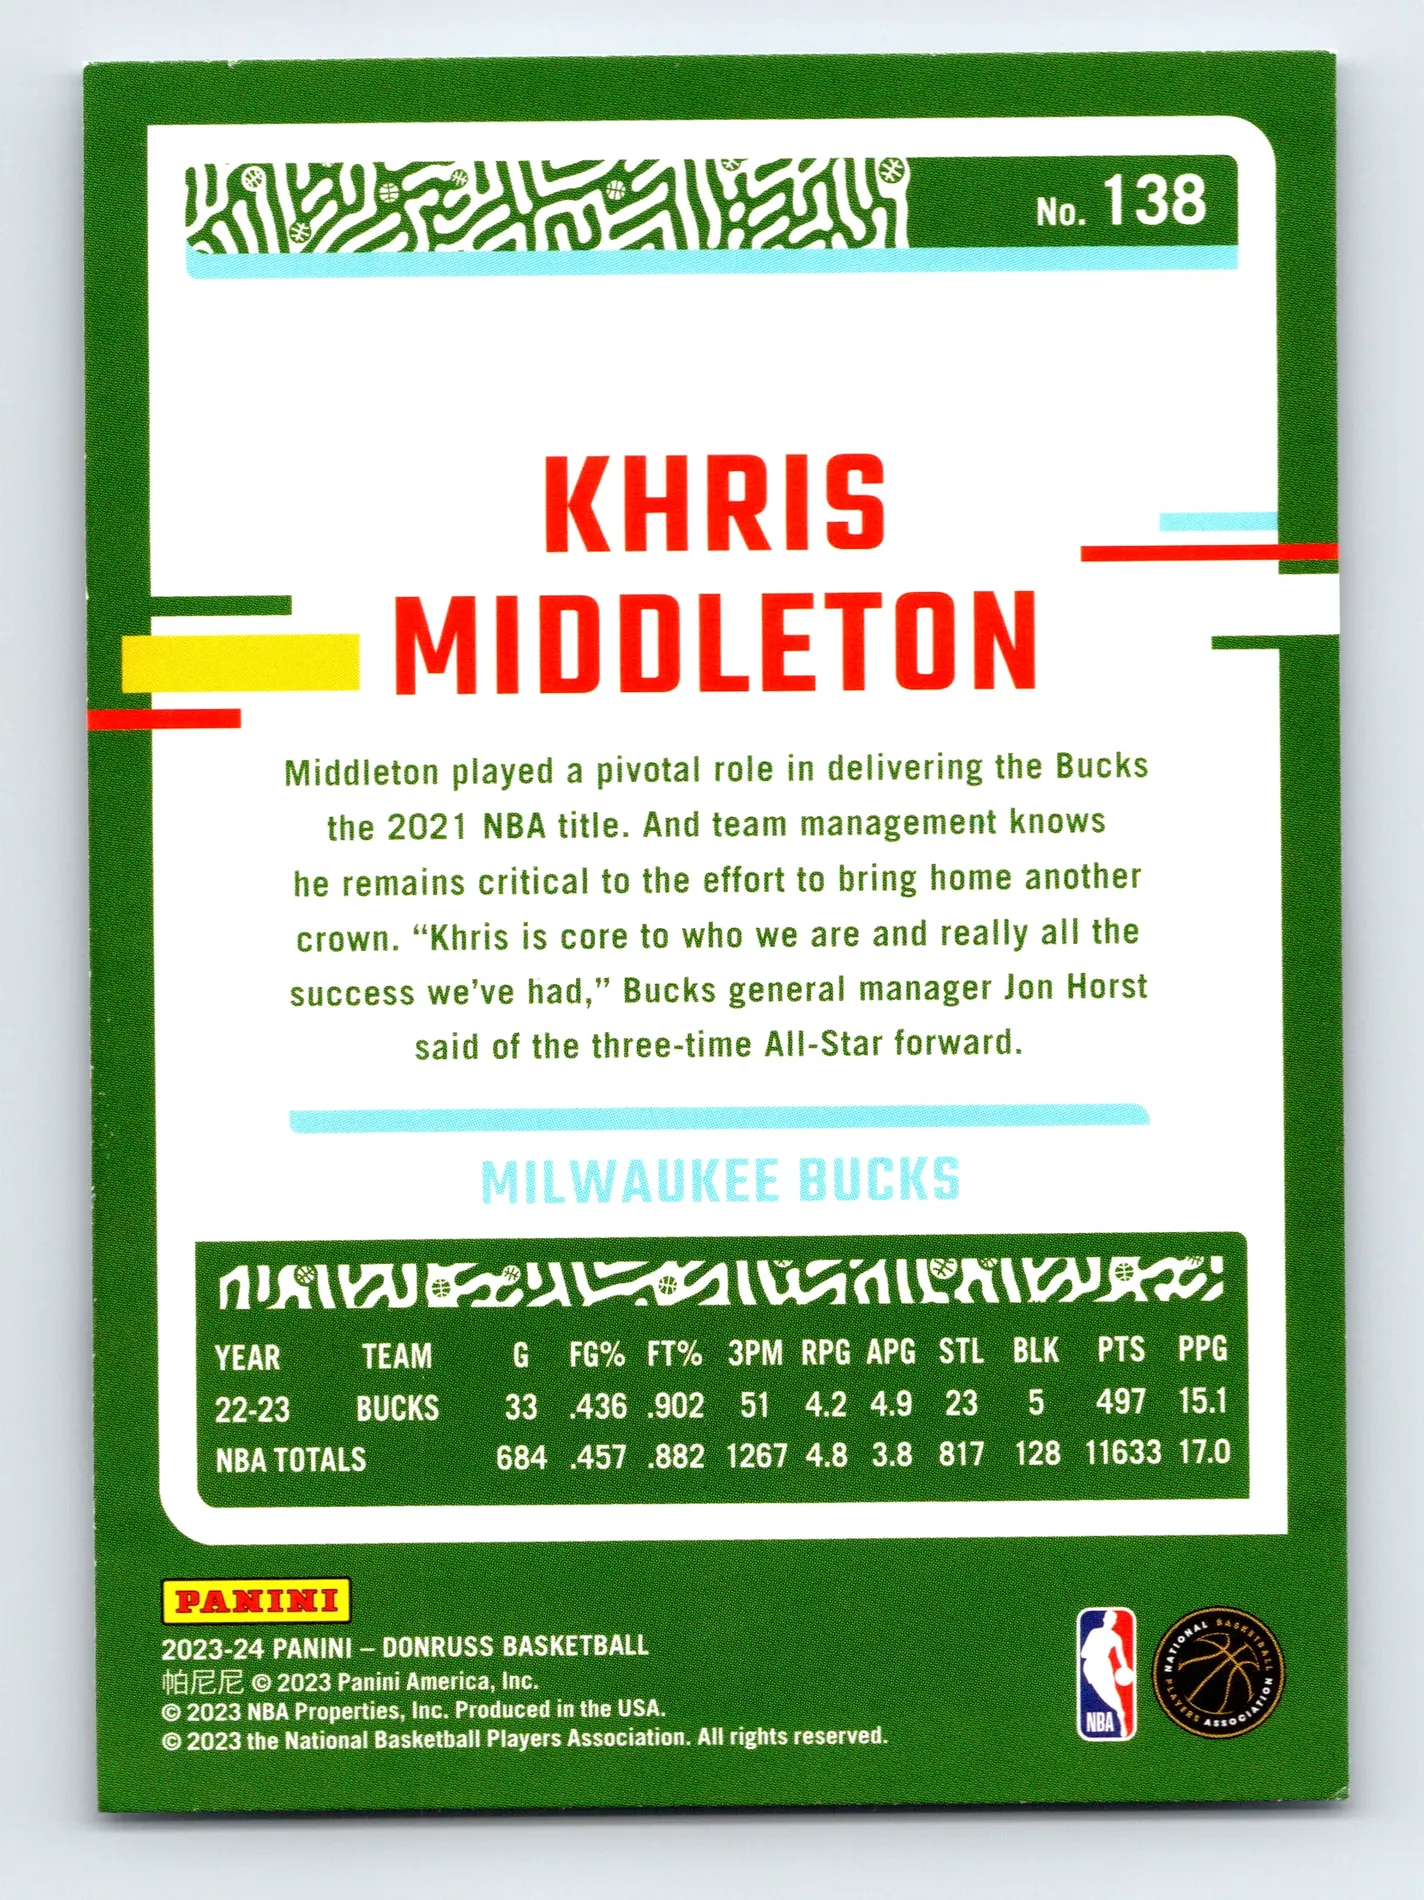 No. 138
KHRIS
MIDDLETON
Middleton played a pivotal role in delivering the Bucks
the 2021 NBA title. And team management knows
he remains critical to the effort to bring home another
crown. “Khris is core to who we are and really all the
success we’ve had,” Bucks general manager Jon Horst
said of the three-time All-Star forward.
MILWAUKEE BUCKS
YEAR TEAM G FG% FT% 3PM RPG APG STL BLK PTS PPG
22-23 BUCKS 33 .436 .902 51 4.2 4.9 23 5 497 15.1
NBA TOTALS 684 .457 .882 1267 4.8 3.8 817 128 11633 17.0
PANINI
2023-24 PANINI – DONRUSS BASKETBALL
帕尼尼 © 2023 Panini America, Inc.
© 2023 NBA Properties, Inc. Produced in the USA.
© 2023 the National Basketball Players Association. All rights reserved.
NBA
NATIONAL BASKETBALL PLAYERS ASSOCIATION